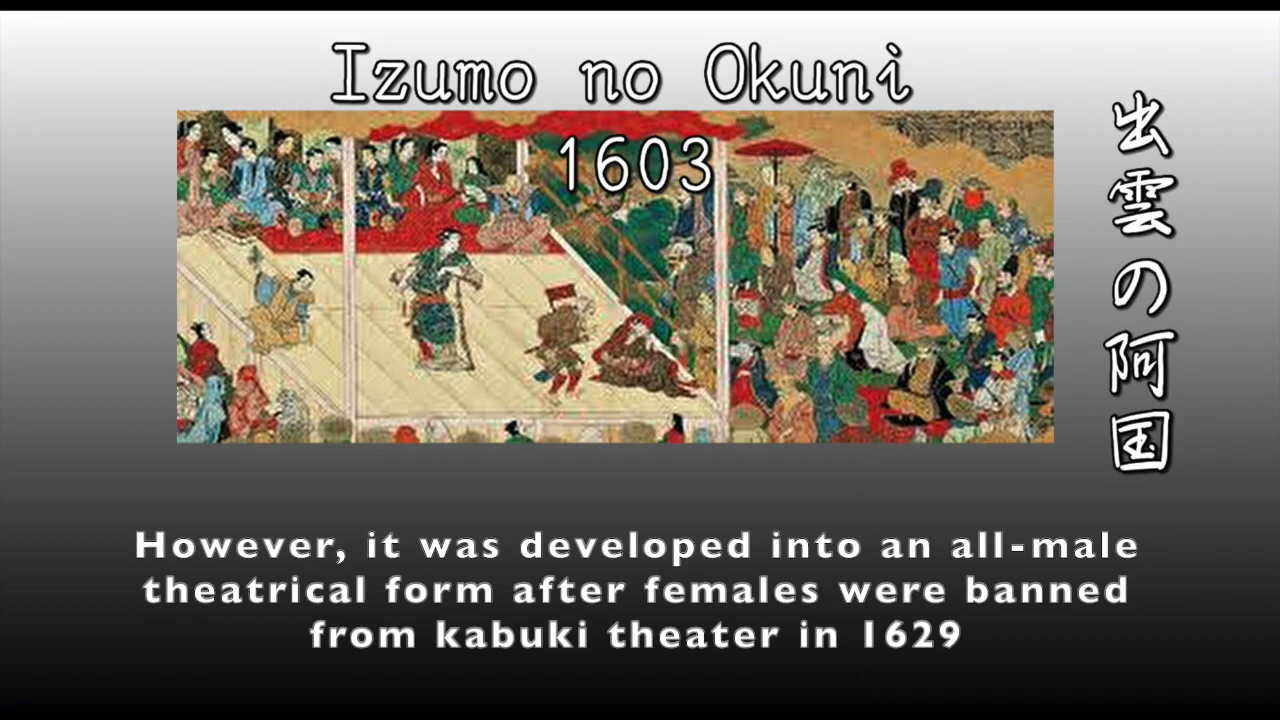 Izumo no Okuni
1603
出雲の阿国
However, it was developed into an all-male
theatrical form after females were banned
from kabuki theater in 1629